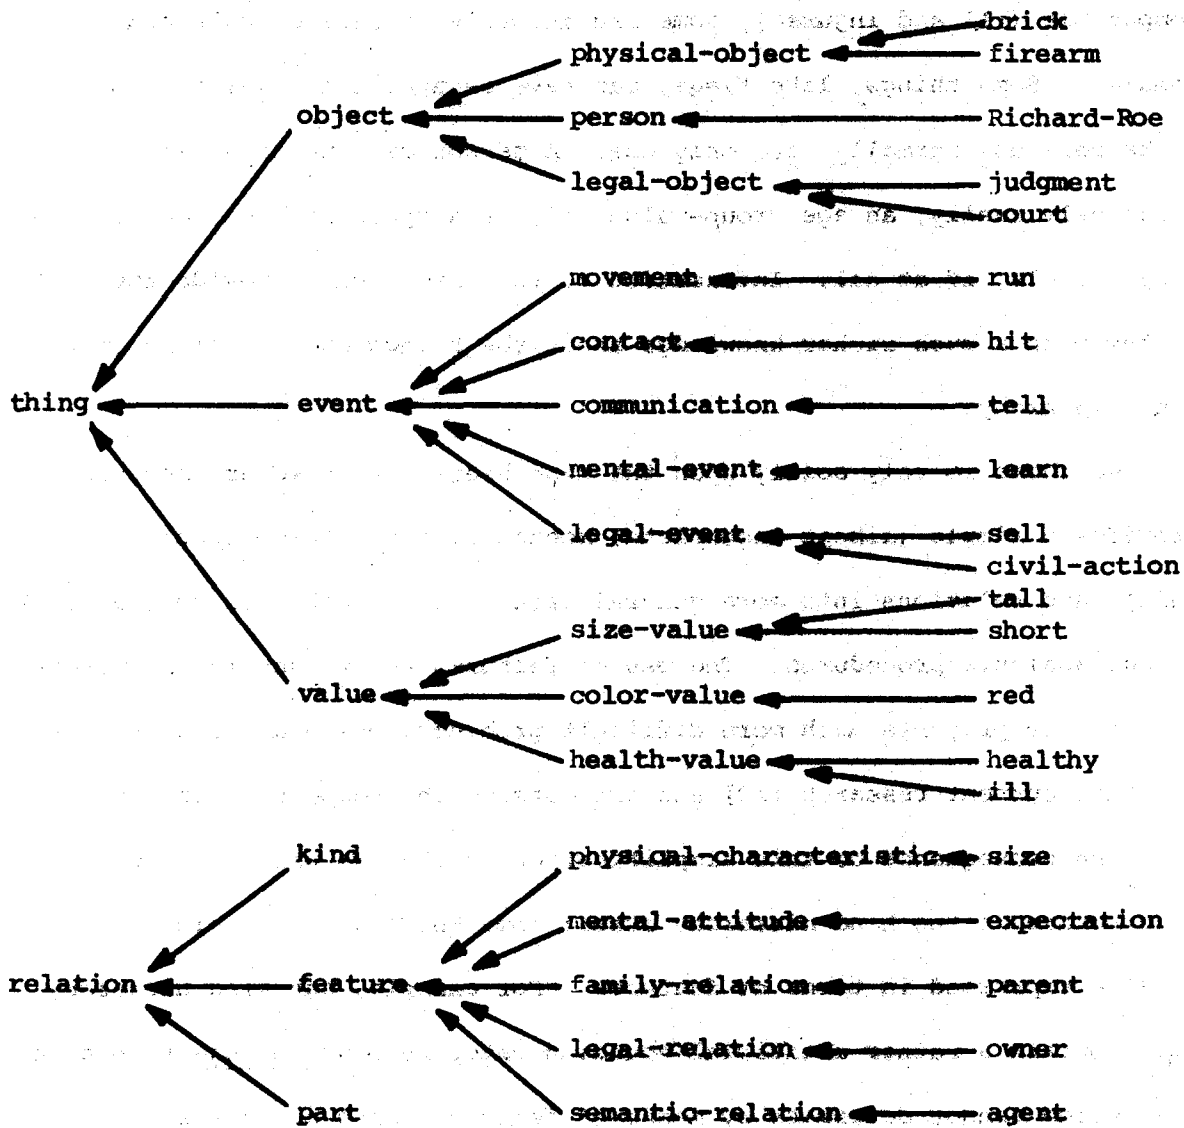 brick
physical-object firearm
object person Richard-Roe
legal-object judgment
court
movement run
contact hit
thing event communication tell
mental-event learn
legal-event sell
civil-action
tall
size-value short
value color-value red
health-value healthy
ill
kind physical-characteristic size
mental-attitude expectation
relation feature family-relation parent
legal-relation owner
part semantic-relation agent